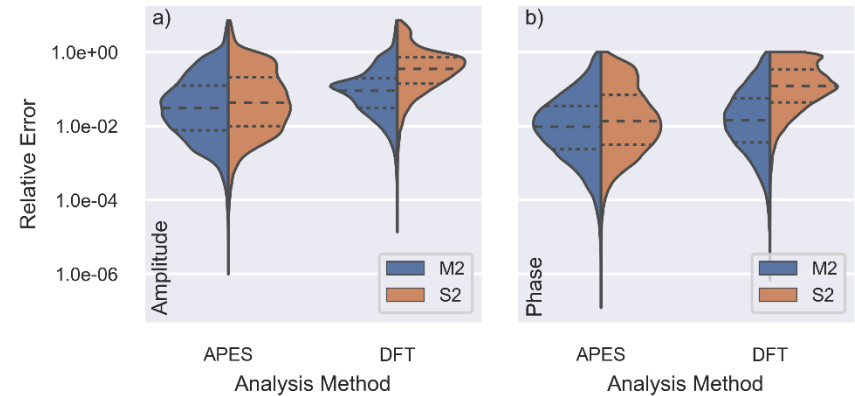 a)
b)
Relative Error
1.0e+00
1.0e-02
1.0e-04
1.0e-06
Amplitude
M2
S2
Phase
M2
S2
APES
DFT
APES
DFT
Analysis Method
Analysis Method